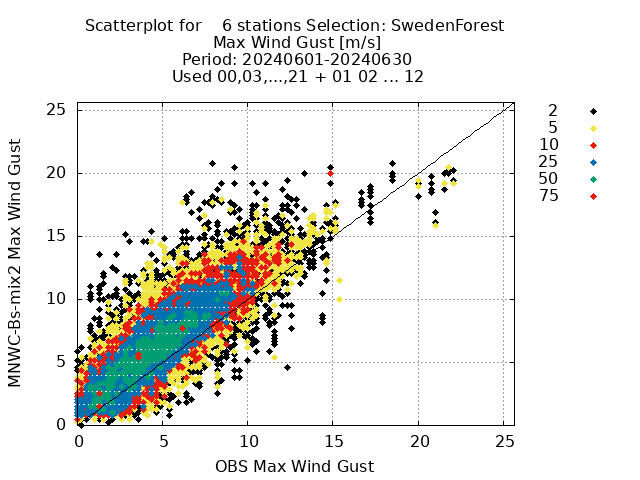 Scatterplot for 6 stations Selection: SwedenForest
Max Wind Gust [m/s]
Period: 20240601-20240630
Used 00,03,...,21 + 01 02 ... 12
MNWC-Bs-mix2 Max Wind Gust
25
20
15
10
5
0
0 5 10 15 20 25
OBS Max Wind Gust
2
5
10
25
50
75